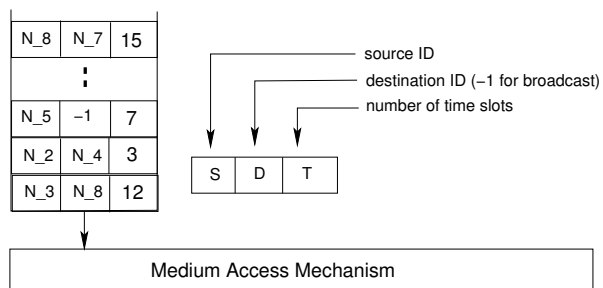 N_8 N_7 15
source ID
destination ID (−1 for broadcast)
number of time slots
N_5 −1 7
N_2 N_4 3
N_3 N_8 12
S D T
Medium Access Mechanism